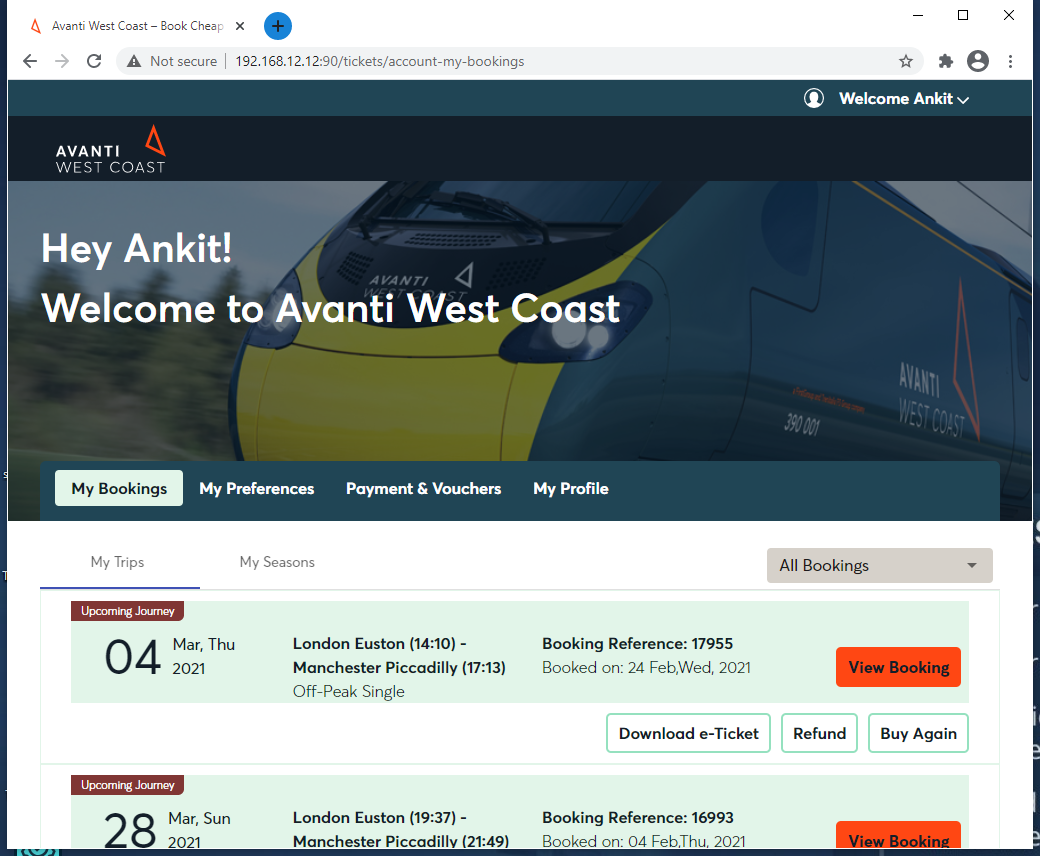 Avanti West Coast – Book Cheap
Not secure
192.168.12.12:90/tickets/account-my-bookings
Welcome Ankit
AVANTI
WEST COAST
Hey Ankit!
Welcome to Avanti West Coast
AVANTI
WEST COAST
AVANTI
WEST COAST
390 001
My Bookings My Preferences Payment & Vouchers My Profile
My Trips My Seasons
All Bookings
Upcoming Journey
04 Mar, Thu
2021
London Euston (14:10) -
Manchester Piccadilly (17:13)
Off-Peak Single
Booking Reference: 17955
Booked on: 24 Feb,Wed, 2021
View Booking
Download e-Ticket Refund Buy Again
Upcoming Journey
28 Mar, Sun
2021
London Euston (19:37) -
Manchester Piccadilly (21:49)
Booking Reference: 16993
Booked on: 04 Feb,Thu, 2021
View Booking